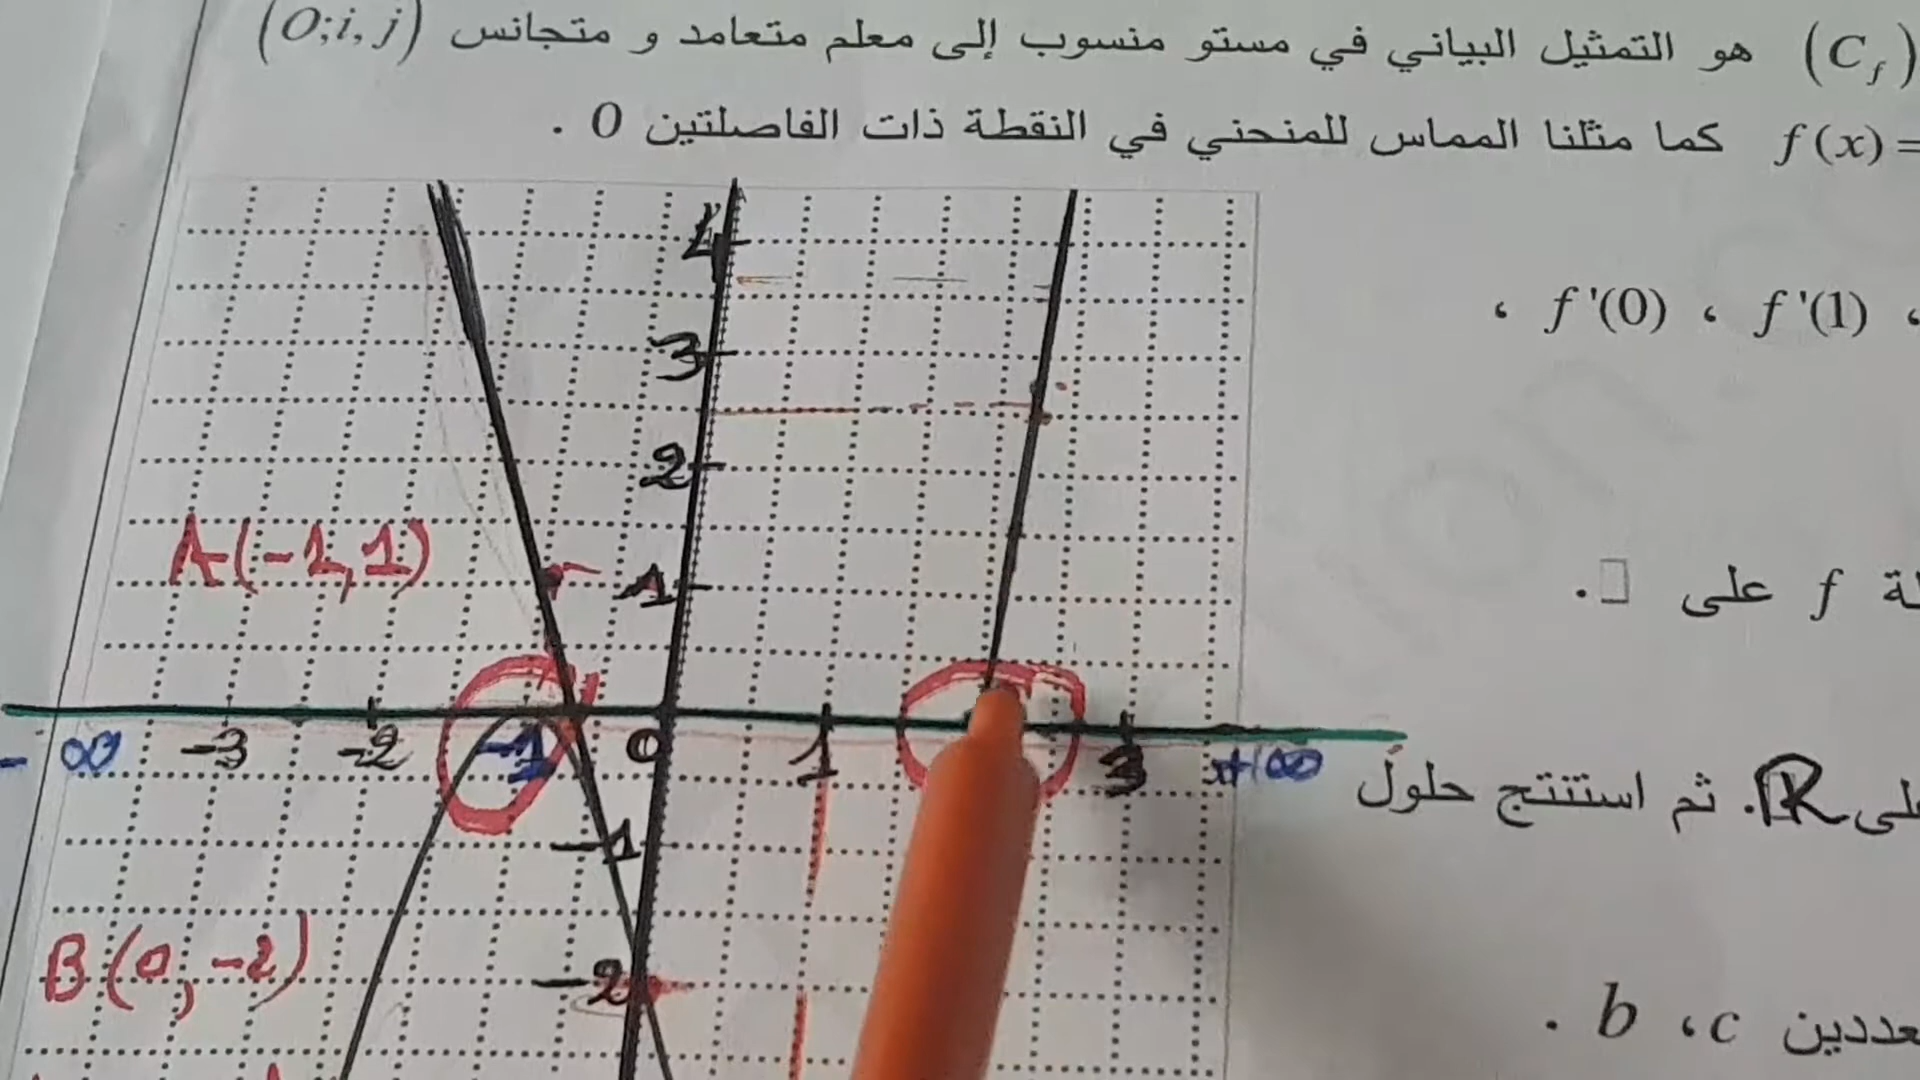 (C_f) هو التمثيل البياني في مستو منسوب إلى معلم متعامد و متجانس (O;i,j)
f(x)= كما مثلنا المماس للمنحني في النقطة ذات الفاصلتين 0 .
، f'(1) ، f'(0) ،
f على □.
على R. ثم استنتج حلول
c، b .
4
3
2
A(-1,1)
1
- ∞ -3 -2 -1 0 1 3 +∞
-1
B(0,-2)
-2